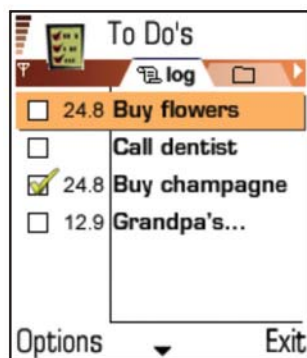 To Do's
log
24.8 Buy flowers
Call dentist
24.8 Buy champagne
12.9 Grandpa's...
Options Exit